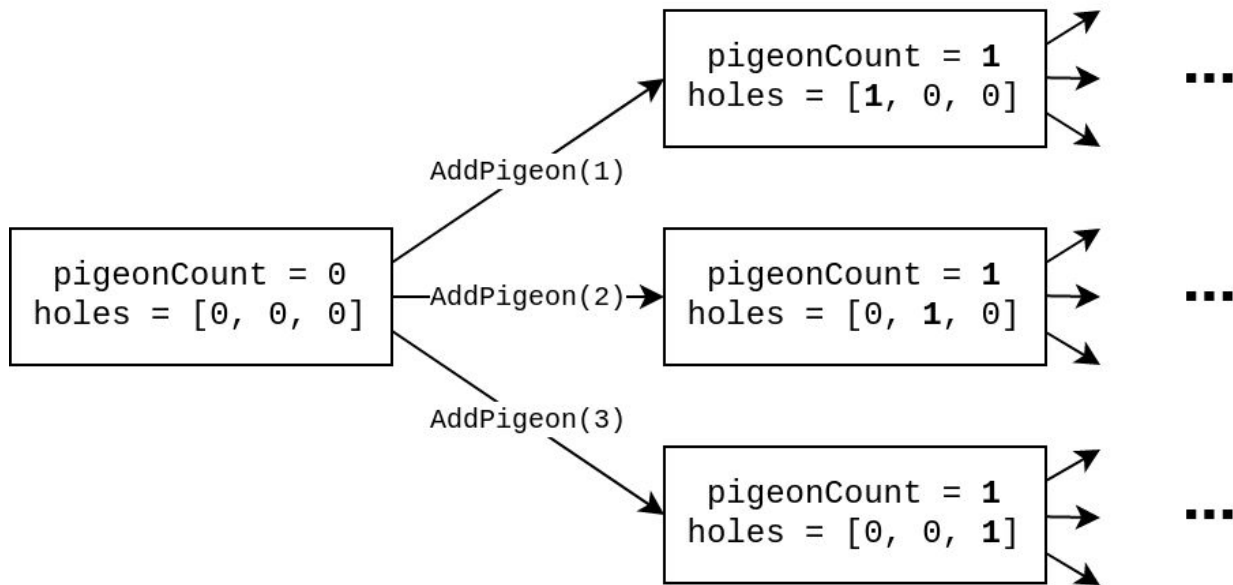 pigeonCount = 1
holes = [1, 0, 0]
...
AddPigeon(1)
pigeonCount = 0
holes = [0, 0, 0]
AddPigeon(2)
pigeonCount = 1
holes = [0, 1, 0]
...
AddPigeon(3)
pigeonCount = 1
holes = [0, 0, 1]
...